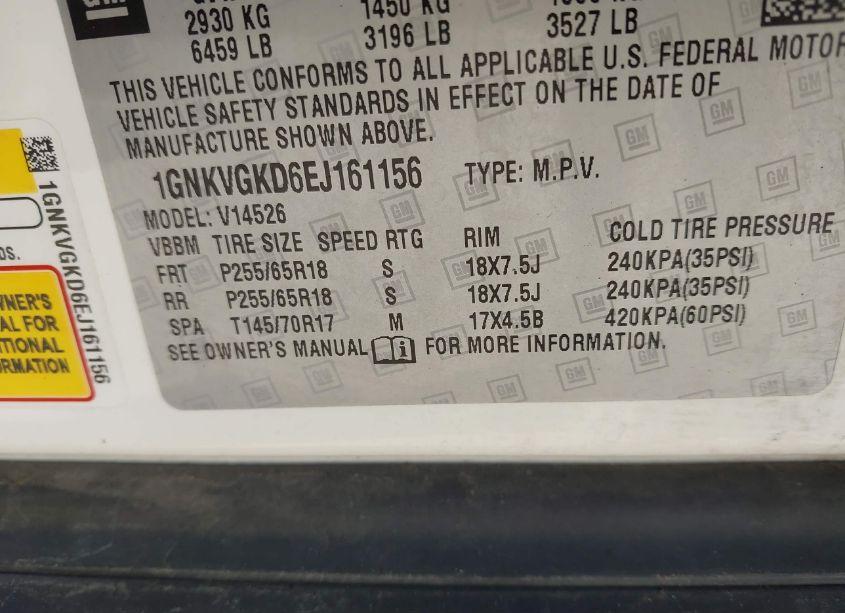 GM
2930 KG 1450 KG
6459 LB 3196 LB 3527 LB
THIS VEHICLE CONFORMS TO ALL APPLICABLE U.S. FEDERAL MOTOR
VEHICLE SAFETY STANDARDS IN EFFECT ON THE DATE OF
MANUFACTURE SHOWN ABOVE.
1GNKVGKD6EJ161156 TYPE: M.P.V.
MODEL: V14526
VBBM TIRE SIZE SPEED RTG RIM COLD TIRE PRESSURE
FRT P255/65R18 S 18X7.5J 240KPA(35PSI)
RR P255/65R18 S 18X7.5J 240KPA(35PSI)
SPA T145/70R17 M 17X4.5B 420KPA(60PSI)
SEE OWNER'S MANUAL FOR MORE INFORMATION.
1GNKVGKD6EJ161156